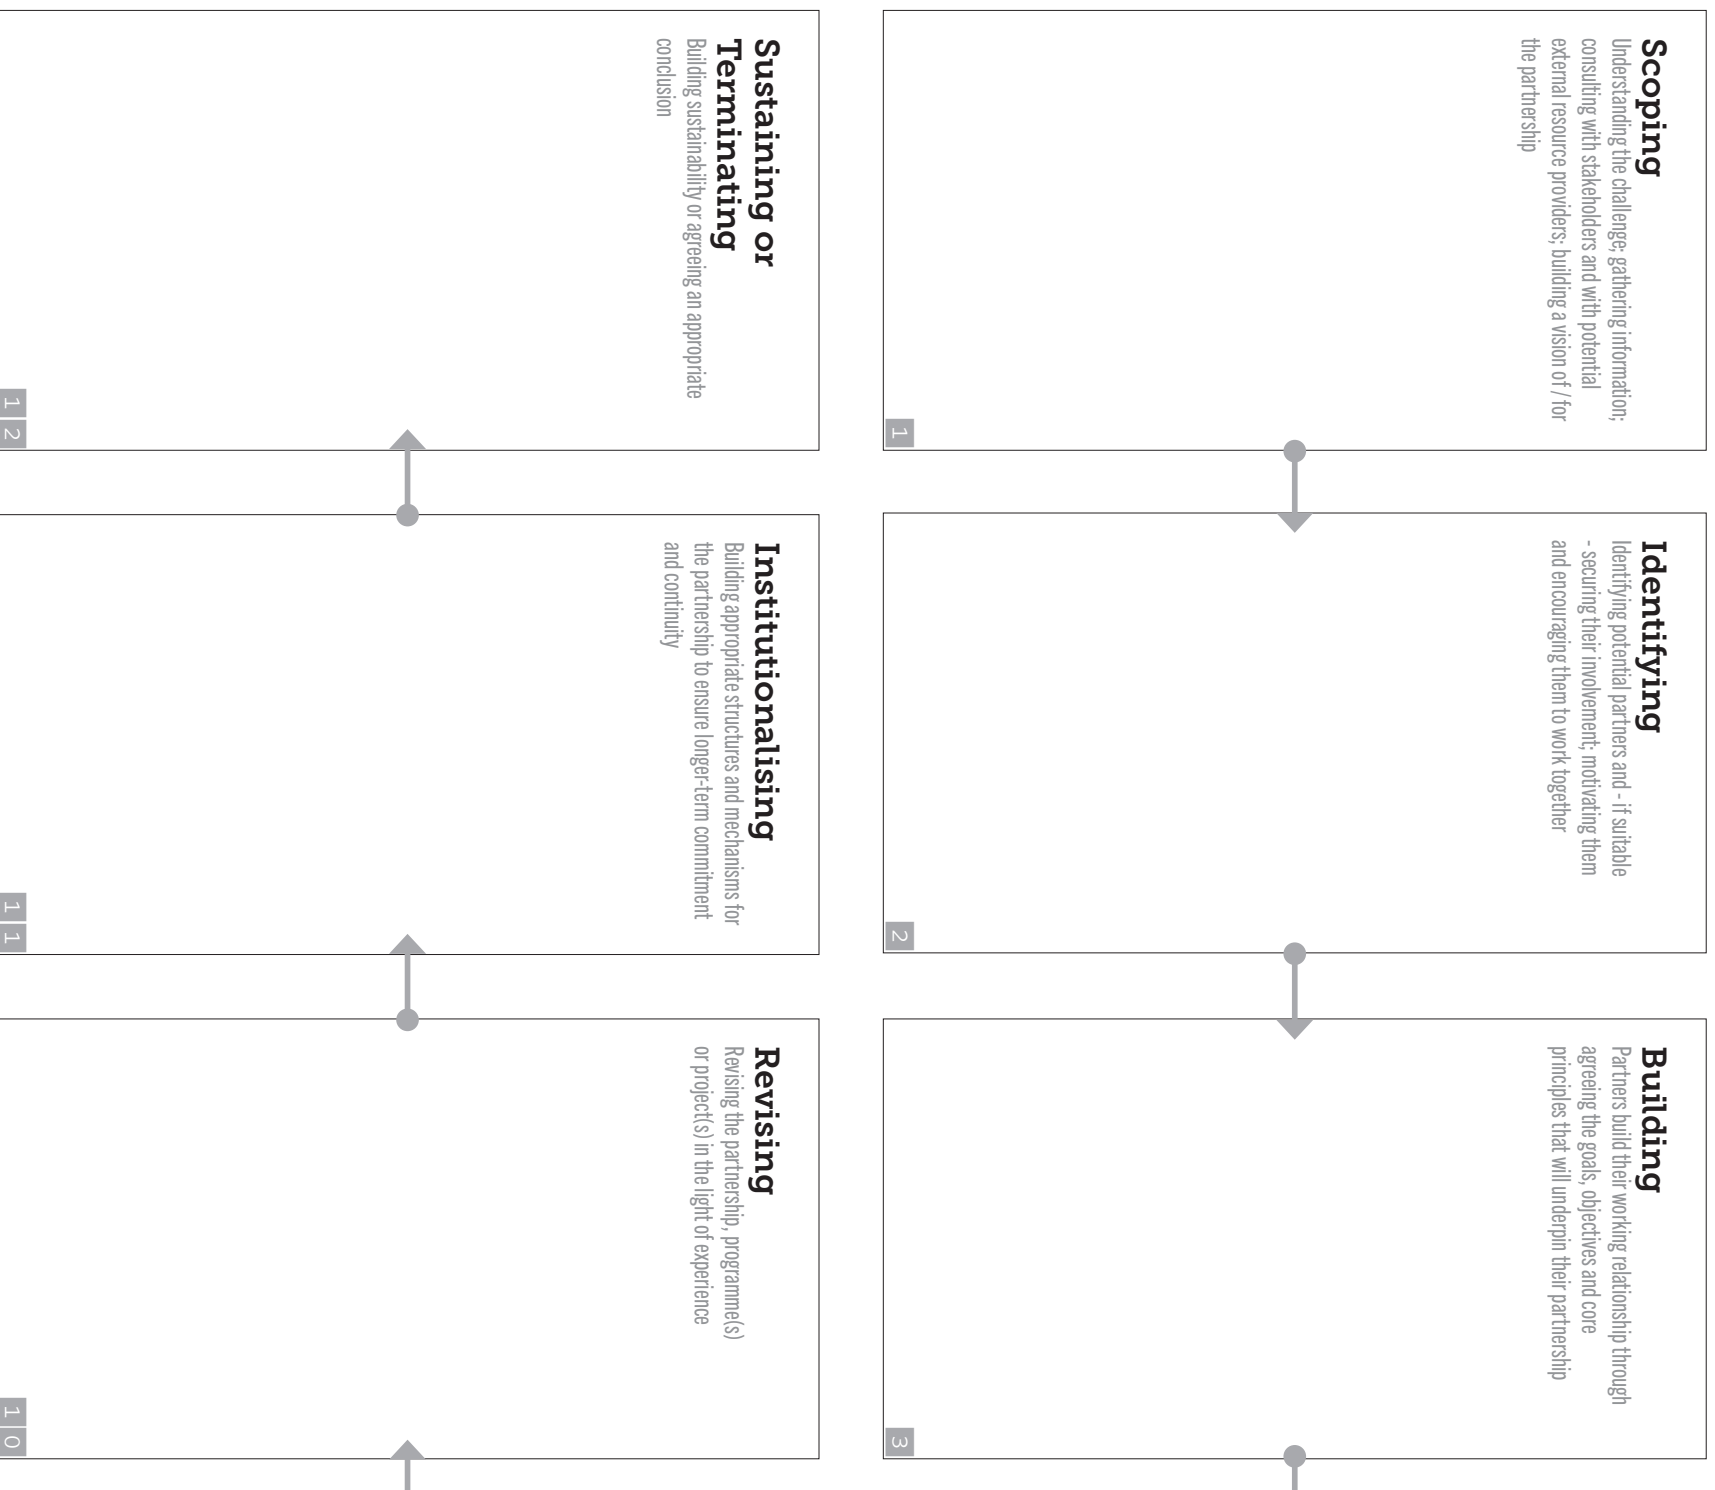 Scoping
Understanding the challenge; gathering information;
consulting with stakeholders and with potential
external resource providers; building a vision of / for
the partnership
1
Identifying
Identifying potential partners and - if suitable
- securing their involvement; motivating them
and encouraging them to work together
2
Building
Partners build their working relationship through
agreeing the goals, objectives and core
principles that will underpin their partnership
3
Sustaining or
Terminating
Building sustainability or agreeing an appropriate
conclusion
12
Institutionalising
Building appropriate structures and mechanisms for
the partnership to ensure longer-term commitment
and continuity
11
Revising
Revising the partnership, programme(s)
or project(s) in the light of experience
10